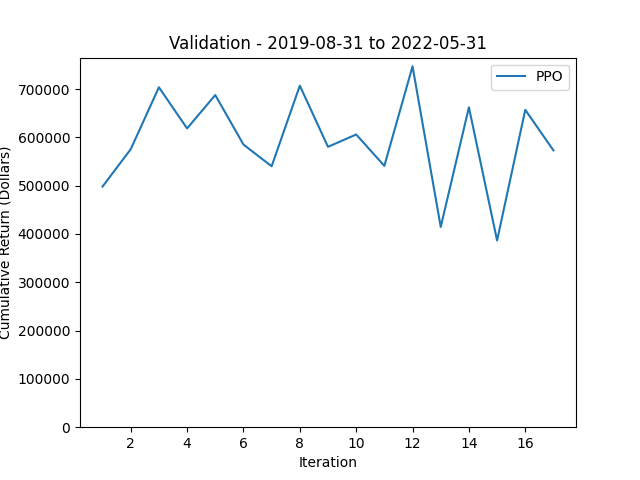 Validation - 2019-08-31 to 2022-05-31
PPO
Cumulative Return (Dollars)
700000
600000
500000
400000
300000
200000
100000
0
2 4 6 8 10 12 14 16
Iteration